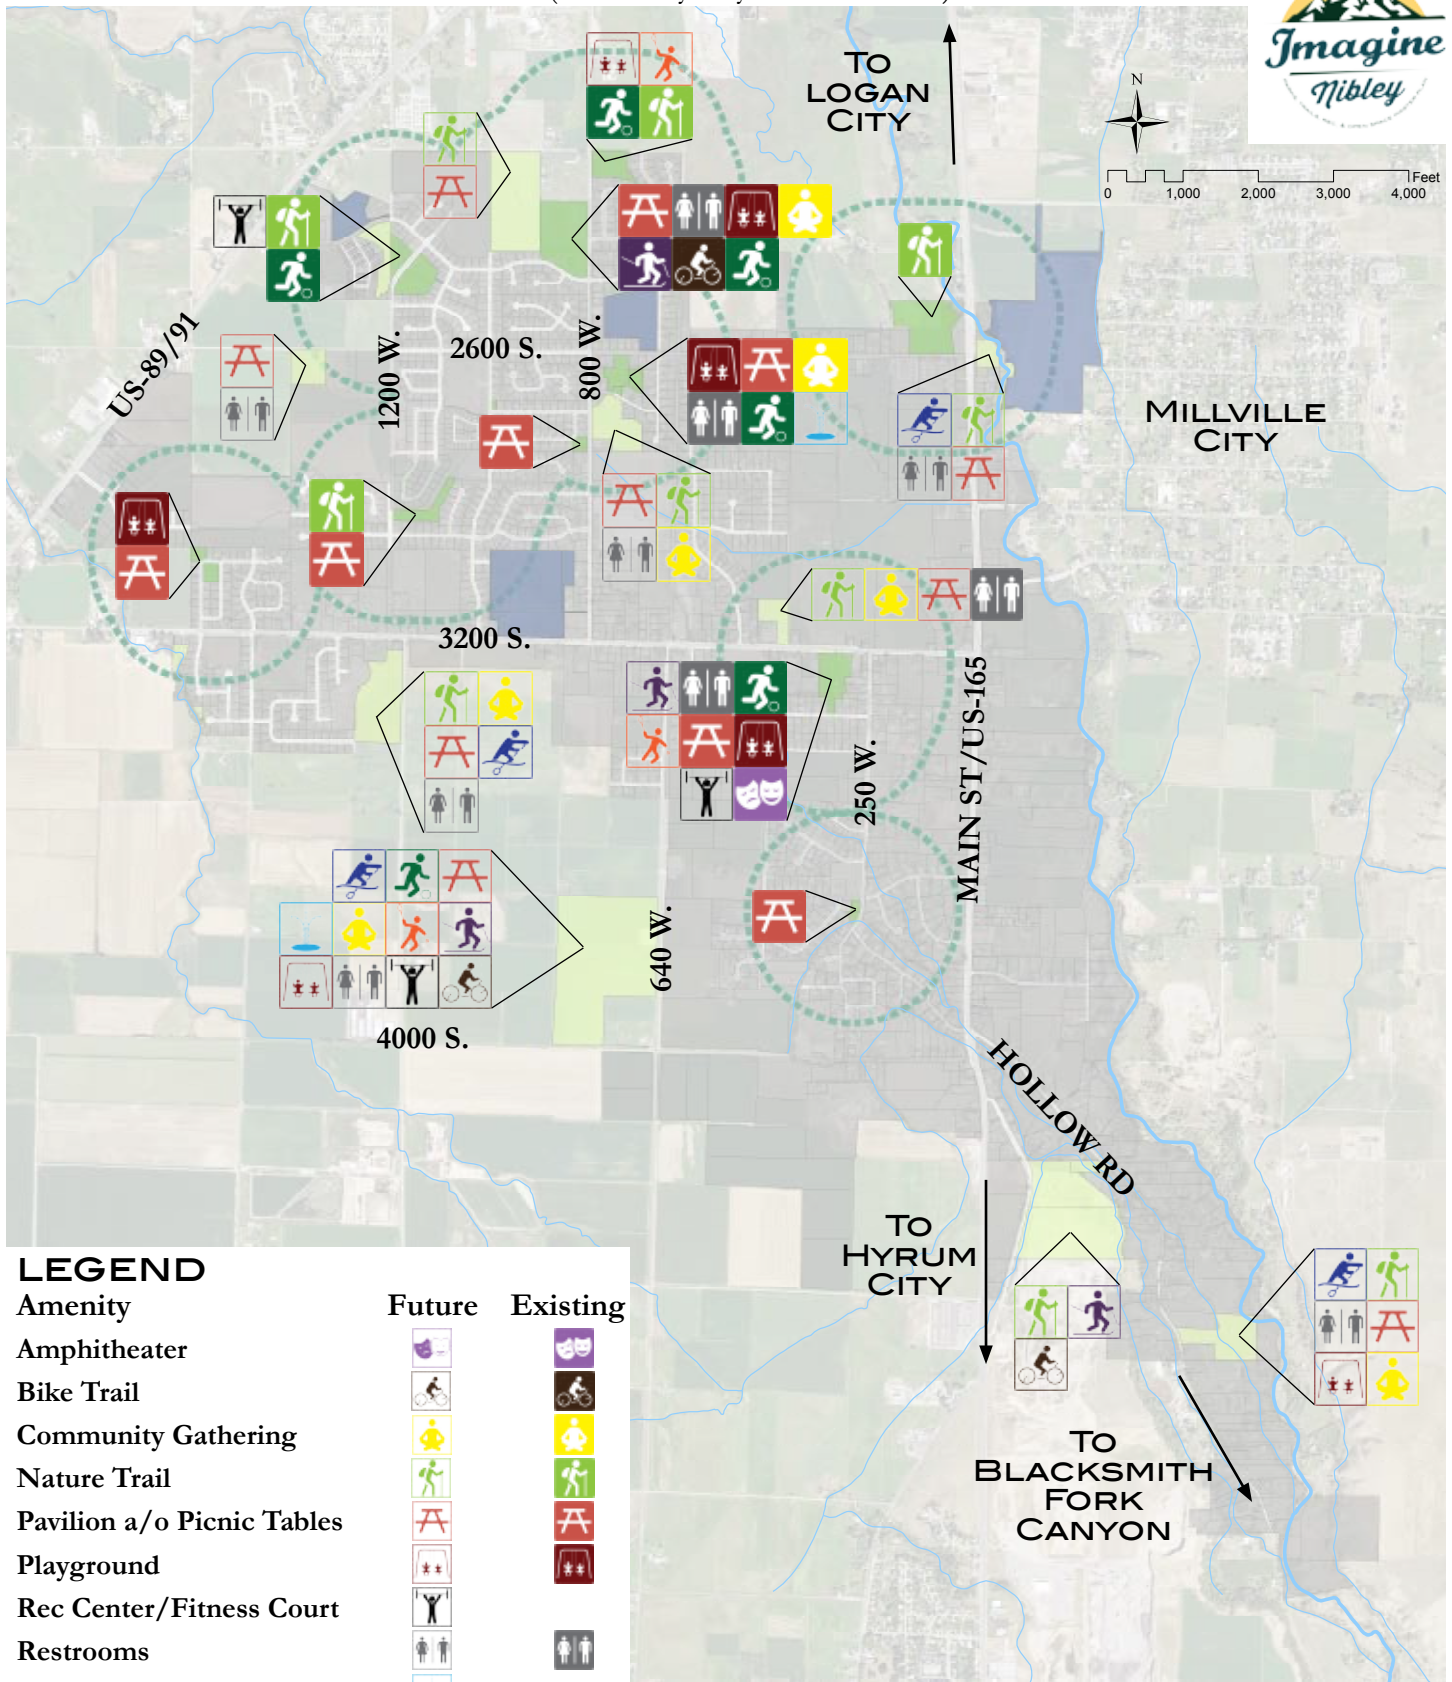 Imagine
Nibley
TO
LOGAN
CITY
N
Feet
0 1,000 2,000 3,000 4,000
US-89/91
1200 W.
2600 S.
800 W.
MILLVILLE
CITY
3200 S.
250 W.
MAIN ST/US-165
640 W.
4000 S.
HOLLOW RD
TO
HYRUM
CITY
TO
BLACKSMITH
FORK
CANYON
LEGEND
Amenity Future Existing
Amphitheater
Bike Trail
Community Gathering
Nature Trail
Pavilion a/o Picnic Tables
Playground
Rec Center/Fitness Court
Restrooms